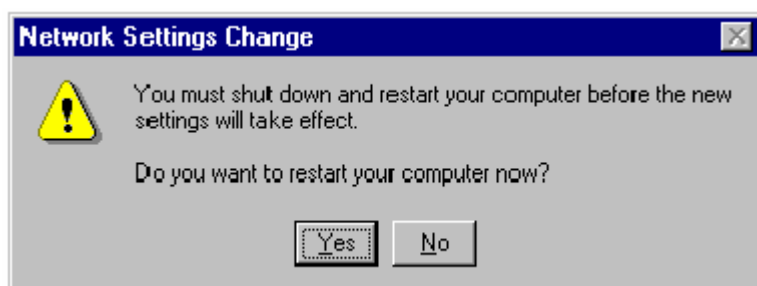 Network Settings Change
You must shut down and restart your computer before the new
settings will take effect.
Do you want to restart your computer now?
Yes
No